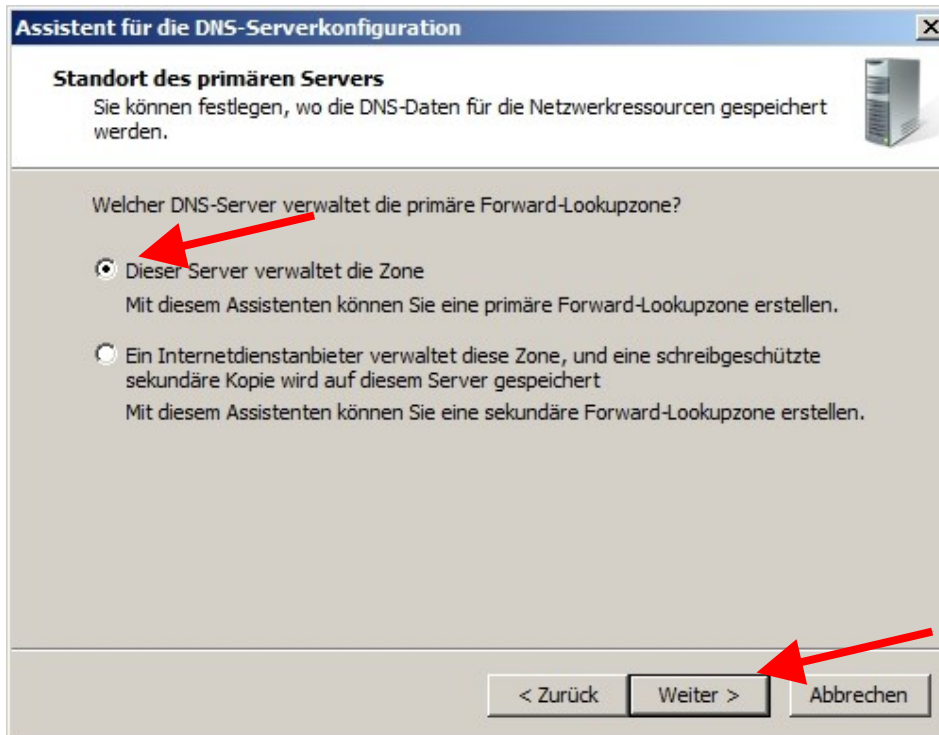 Assistent für die DNS-Serverkonfiguration
Standort des primären Servers
Sie können festlegen, wo die DNS-Daten für die Netzwerkressourcen gespeichert
werden.
Welcher DNS-Server verwaltet die primäre Forward-Lookupzone?
Dieser Server verwaltet die Zone
Mit diesem Assistenten können Sie eine primäre Forward-Lookupzone erstellen.
Ein Internetdienstanbieter verwaltet diese Zone, und eine schreibgeschützte
sekundäre Kopie wird auf diesem Server gespeichert
Mit diesem Assistenten können Sie eine sekundäre Forward-Lookupzone erstellen.
< Zurück Weiter > Abbrechen